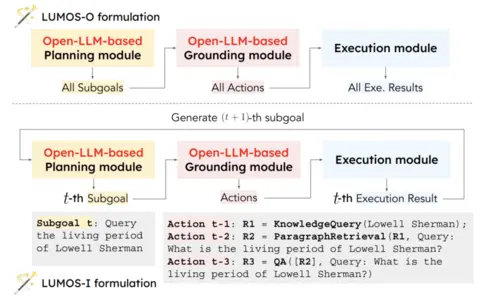 LUMOS-O formulation
Open-LLM-based
Planning module
Open-LLM-based
Grounding module
Execution module
All Subgoals
All Actions
All Exe. Results
Generate (t + 1)-th subgoal
Open-LLM-based
Planning module
Open-LLM-based
Grounding module
Execution module
t-th Subgoal
Actions
t-th Execution Result
Subgoal t: Query
the living period
of Lowell Sherman
Action t-1: R1 = KnowledgeQuery(Lowell Sherman);
Action t-2: R2 = ParagraphRetrieval(R1, Query:
What is the living period of Lowell Sherman?
Action t-3: R3 = QA([R2], Query: What is the
living period of Lowell Sherman?)
LUMOS-I formulation